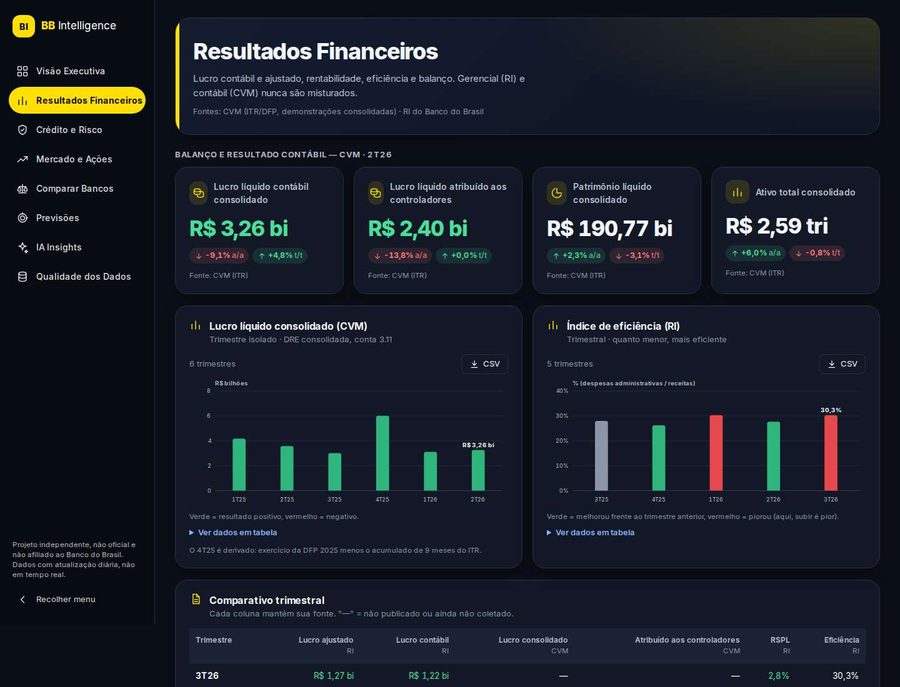 BI
BB Intelligence
Visão Executiva
Resultados Financeiros
Crédito e Risco
Mercado e Ações
Comparar Bancos
Previsões
IA Insights
Qualidade dos Dados
Projeto independente, não oficial e
não afiliado ao Banco do Brasil.
Dados com atualização diária, não
em tempo real.
Recolher menu
Resultados Financeiros
Lucro contábil e ajustado, rentabilidade, eficiência e balanço. Gerencial (RI) e
contábil (CVM) nunca são misturados.
Fontes: CVM (ITR/DFP, demonstrações consolidadas) · RI do Banco do Brasil
BALANÇO E RESULTADO CONTÁBIL — CVM · 2T26
Lucro líquido contábil
consolidado
R$ 3,26 bi
↓ -9,1% a/a ↑ +4,8% t/t
Fonte: CVM (ITR)
Lucro líquido atribuído aos
controladores
R$ 2,40 bi
↓ -13,8% a/a ↑ +0,0% t/t
Fonte: CVM (ITR)
Patrimônio líquido
consolidado
R$ 190,77 bi
↑ +2,3% a/a ↓ -3,1% t/t
Fonte: CVM (ITR)
Ativo total consolidado
R$ 2,59 tri
↑ +6,0% a/a ↓ -0,8% t/t
Fonte: CVM (ITR)
Lucro líquido consolidado (CVM)
Trimestre isolado · DRE consolidada, conta 3.11
6 trimestres
CSV
R$ bilhões
8
6
4
2
0
R$ 3,26 bi
1T25 2T25 3T25 4T25 1T26 2T26
Verde = resultado positivo, vermelho = negativo.
▶ Ver dados em tabela
O 4T25 é derivado: exercício da DFP 2025 menos o acumulado de 9 meses do ITR.
Índice de eficiência (RI)
Trimestral · quanto menor, mais eficiente
5 trimestres
CSV
% (despesas administrativas / receitas)
40%
30%
20%
10%
0%
30,3%
3T25 4T25 1T26 2T26 3T26
Verde = melhorou frente ao trimestre anterior, vermelho = piorou (aqui, subir é pior).
▶ Ver dados em tabela
Comparativo trimestral
Cada coluna mantém sua fonte. "—" = não publicado ou ainda não coletado.
Trimestre Lucro ajustado Lucro contábil Lucro consolidado Atribuído aos controladores RSPL Eficiência
RI RI CVM CVM RI RI
3T26 R$ 1,27 bi R$ 1,22 bi — — 2,8% 30,3%